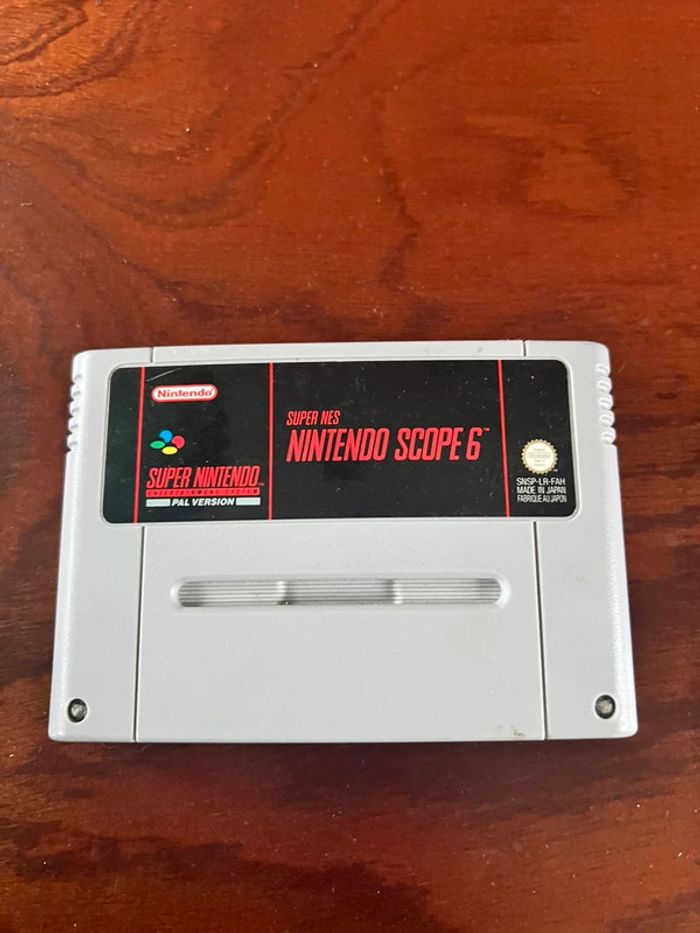 Nintendo
SUPER NINTENDO
ENTERTAINMENT SYSTEM
PAL VERSION
SUPER NES
NINTENDO SCOPE 6™
SNSP-LR-FAH
MADE IN JAPAN
FABRIQUE AU JAPON